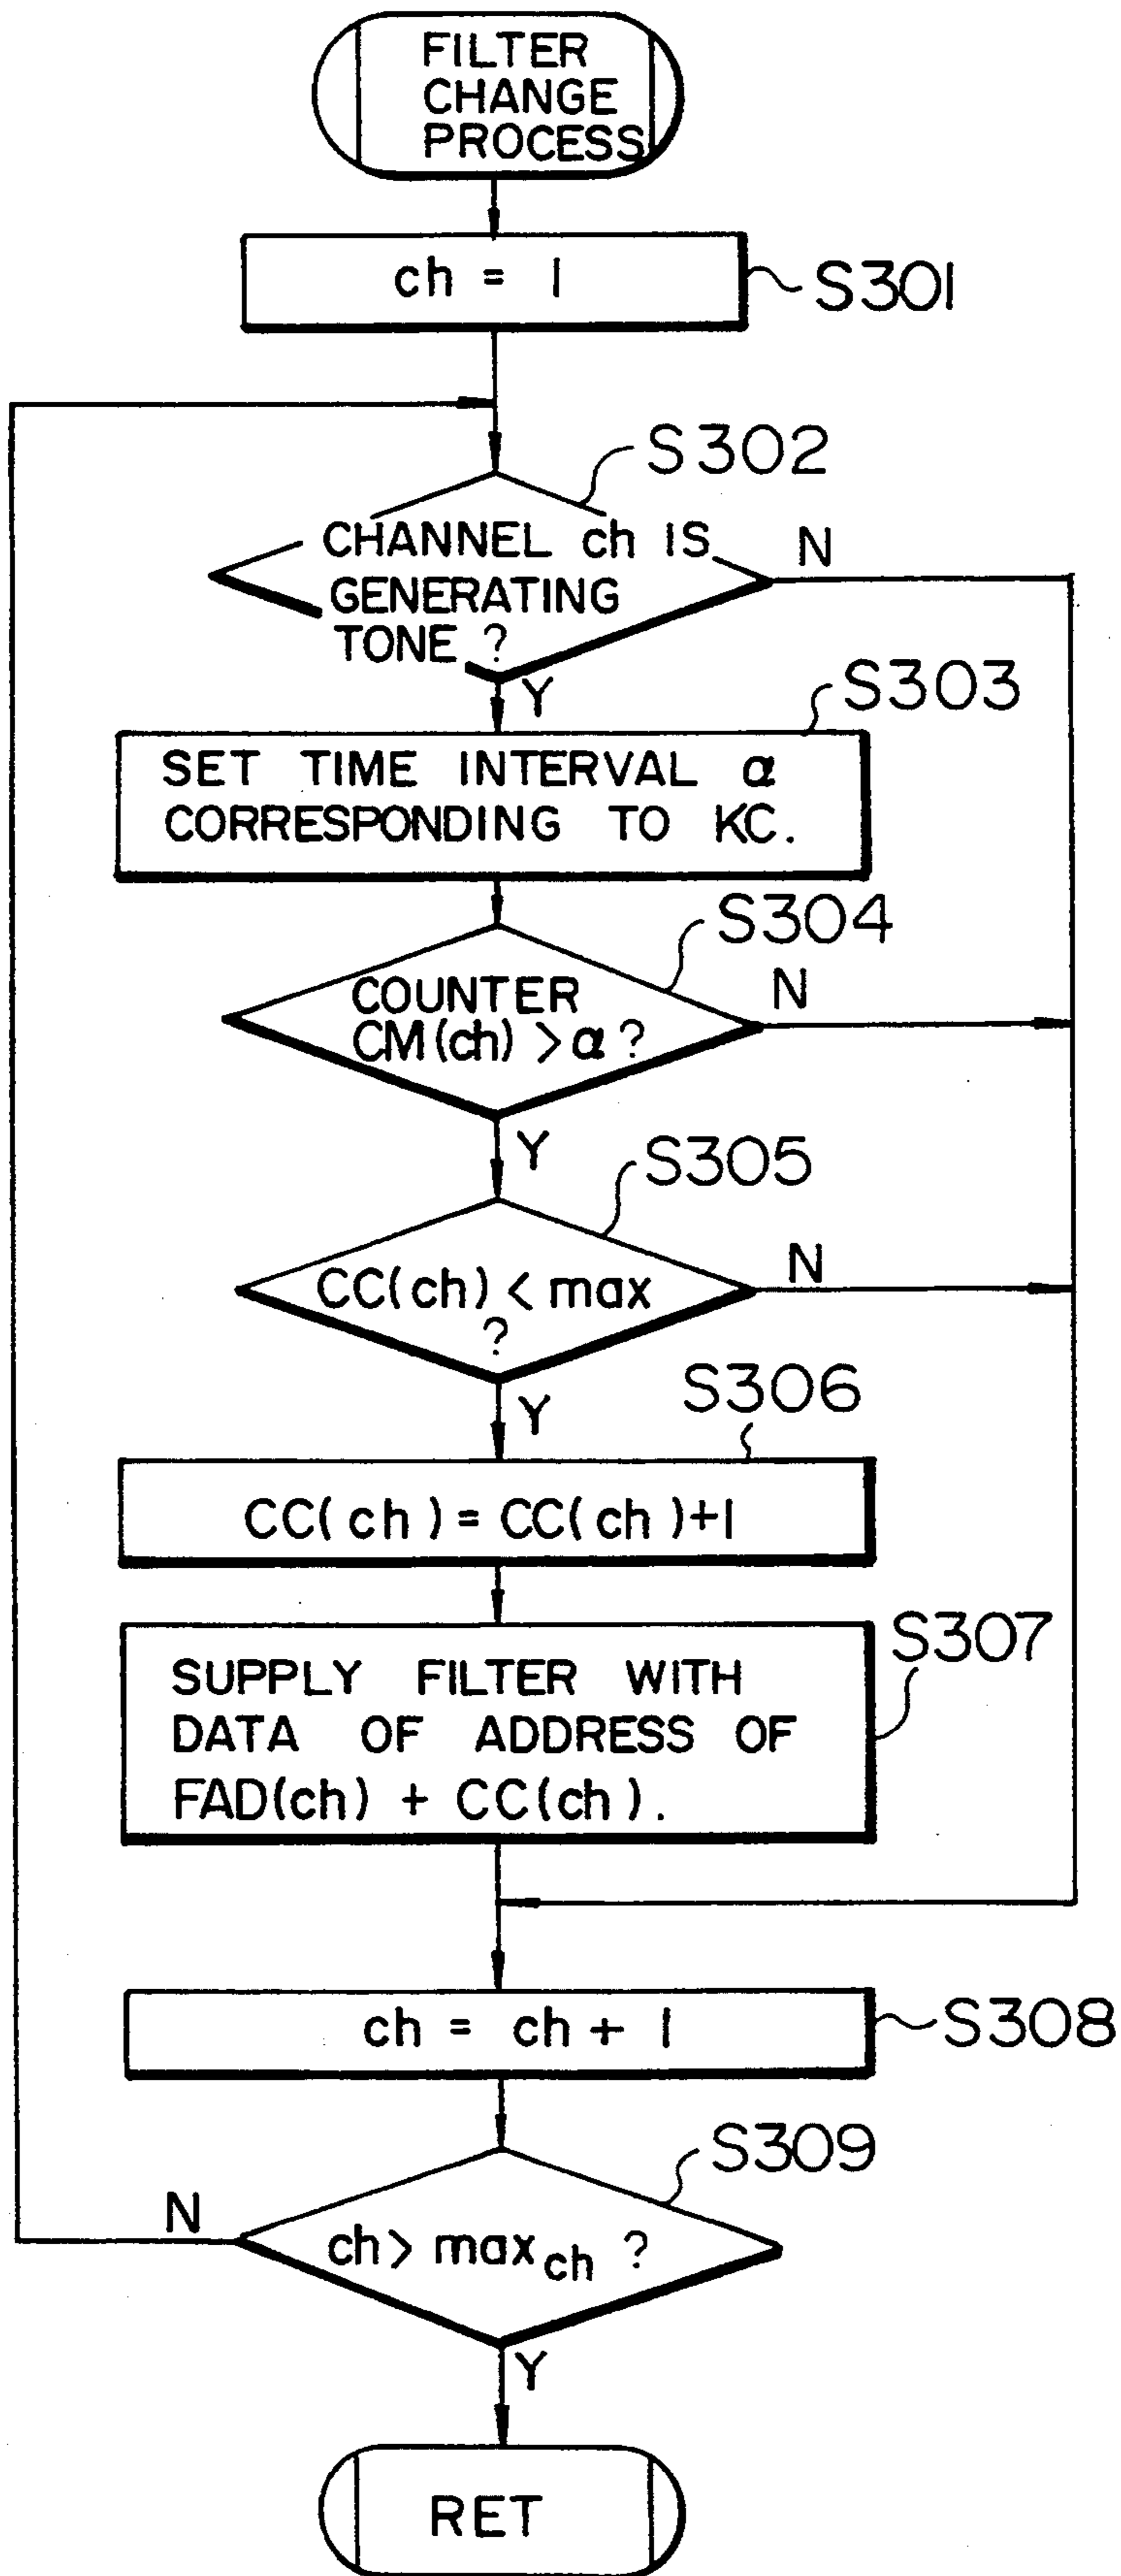 FILTER
CHANGE
PROCESS
ch = 1
S301
S302
CHANNEL ch IS
GENERATING
TONE ?
N
Y
S303
SET TIME INTERVAL α
CORRESPONDING TO KC.
S304
COUNTER
CM(ch) > α ?
N
Y
S305
CC(ch) < max
?
N
Y
S306
CC(ch) = CC(ch)+1
S307
SUPPLY FILTER WITH
DATA OF ADDRESS OF
FAD(ch) + CC(ch).
ch = ch + 1
S308
S309
N
ch > max ch ?
Y
RET